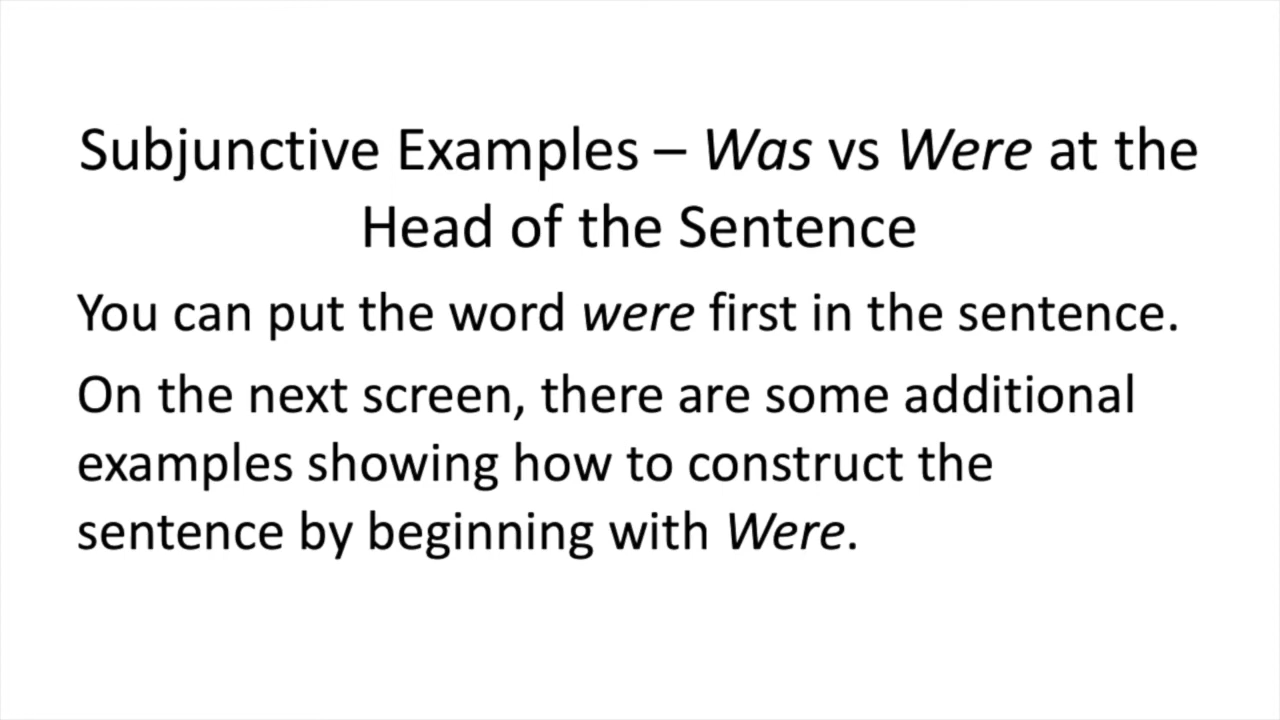 Subjunctive Examples – Was vs Were at the
Head of the Sentence
You can put the word were first in the sentence.
On the next screen, there are some additional
examples showing how to construct the
sentence by beginning with Were.